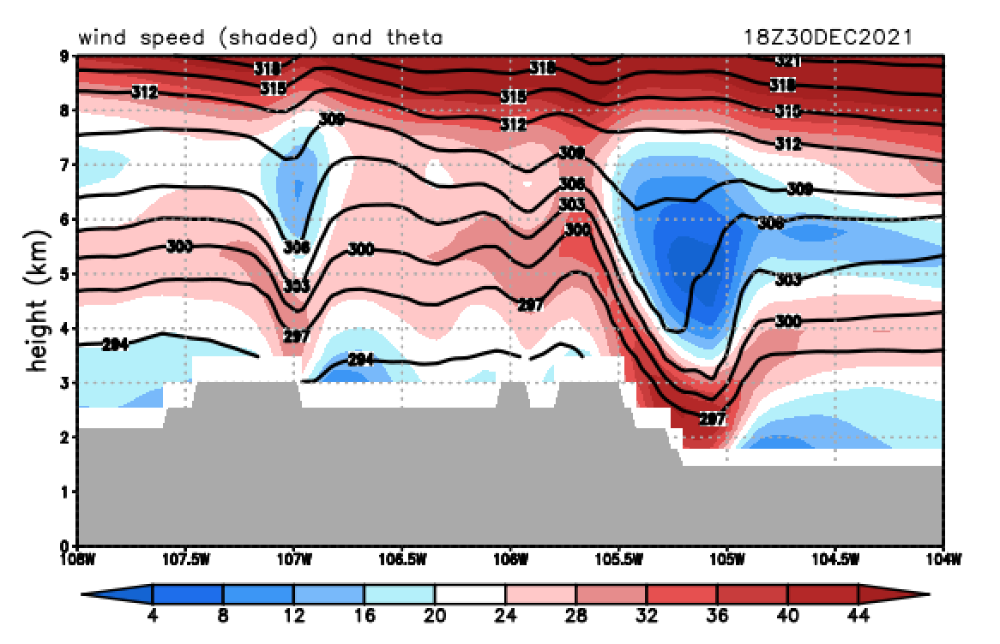 wind speed (shaded) and theta 18Z30DEC2021
9 318 318 321
312 315 315 318
8 309 312 315
312
7 309
306 309
303
6 300 306
300 306 300
5 303 303
297
4 297 300
294 294
3
297
2
1
0
height (km)
108W 107.5W 107W 106.5W 106W 105.5W 105W 104.5W 104W
4 8 12 16 20 24 28 32 36 40 44